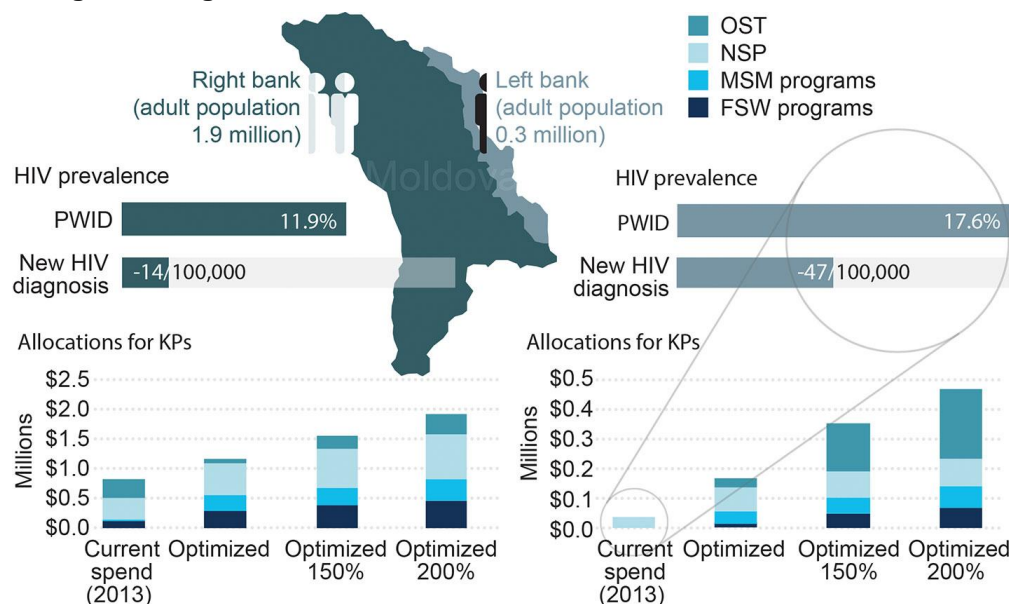 OST
NSP
MSM programs
FSW programs
Right bank
(adult population
1.9 million)
Left bank
(adult population
0.3 million)
Moldova
HIV prevalence
PWID
11.9%
New HIV
diagnosis
-14/100,000
HIV prevalence
PWID
17.6%
New HIV
diagnosis
-47/100,000
Allocations for KPs
Millions
$2.5
$2.0
$1.5
$1.0
$0.5
$0.0
Current
spend
(2013)
Optimized
Optimized
150%
Optimized
200%
Allocations for KPs
Millions
$0.5
$0.4
$0.3
$0.2
$0.1
$0.0
Current
spend
(2013)
Optimized
Optimized
150%
Optimized
200%